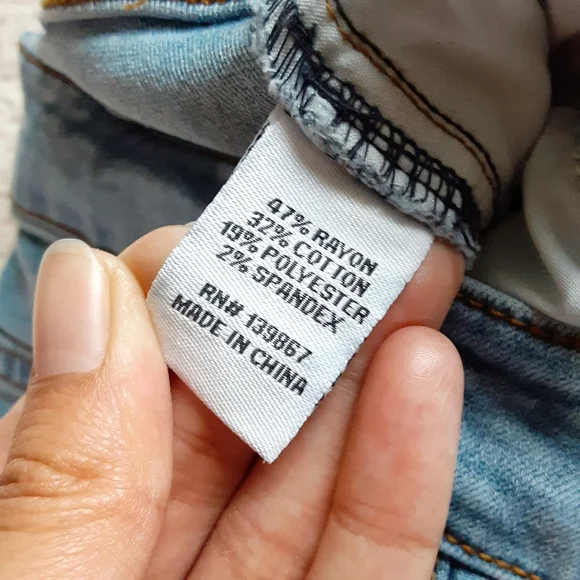 47% RAYON
32% COTTON
19% POLYESTER
2% SPANDEX
RN# 139867
MADE IN CHINA